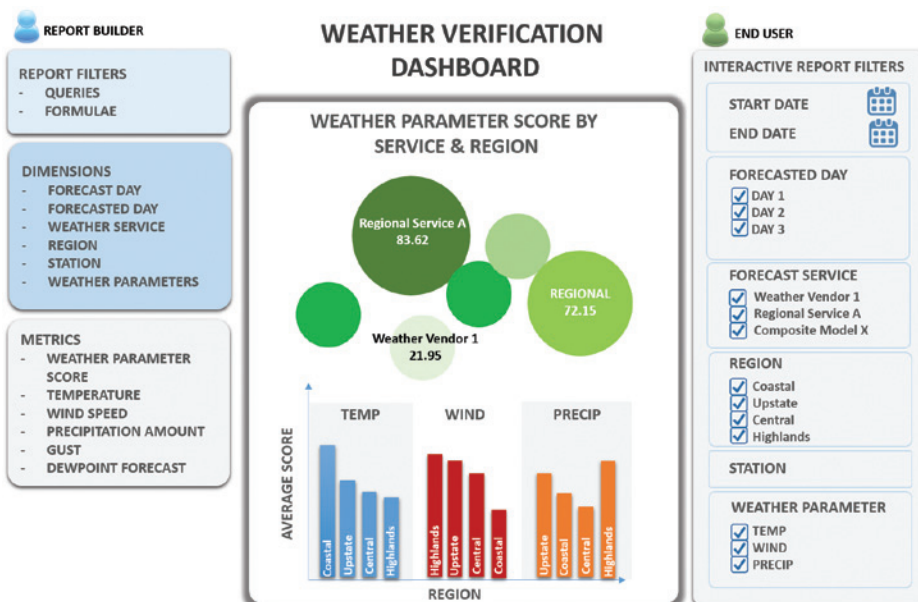 REPORT BUILDER
REPORT FILTERS
- QUERIES
- FORMULAE
DIMENSIONS
- FORECAST DAY
- FORECASTED DAY
- WEATHER SERVICE
- REGION
- STATION
- WEATHER PARAMETERS
METRICS
- WEATHER PARAMETER
SCORE
- TEMPERATURE
- WIND SPEED
- PRECIPITATION AMOUNT
- GUST
- DEWPOINT FORECAST
WEATHER VERIFICATION
DASHBOARD
WEATHER PARAMETER SCORE BY
SERVICE & REGION
Regional Service A
83.62
REGIONAL
72.15
Weather Vendor 1
21.95
TEMP
WIND
PRECIP
AVERAGE SCORE
Coastal
Upstate
Central
Highlands
Highlands
Upstate
Central
Coastal
Upstate
Coastal
Central
Highlands
REGION
END USER
INTERACTIVE REPORT FILTERS
START DATE
END DATE
FORECASTED DAY
DAY 1
DAY 2
DAY 3
FORECAST SERVICE
Weather Vendor 1
Regional Service A
Composite Model X
REGION
Coastal
Upstate
Central
Highlands
STATION
WEATHER PARAMETER
TEMP
WIND
PRECIP